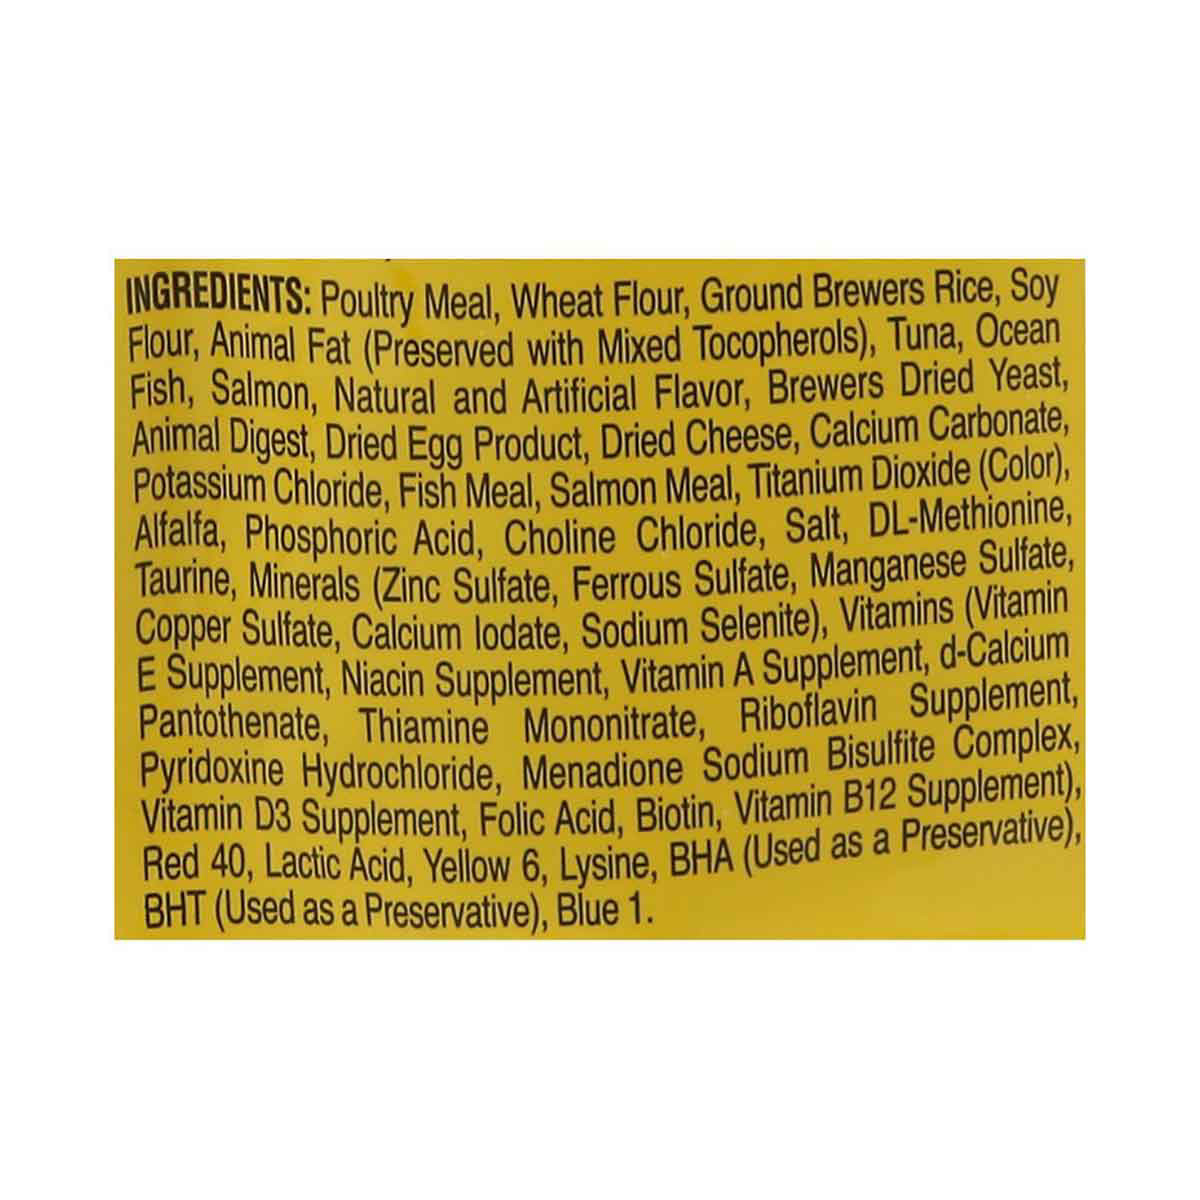 INGREDIENTS: Poultry Meal, Wheat Flour, Ground Brewers Rice, Soy
Flour, Animal Fat (Preserved with Mixed Tocopherols), Tuna, Ocean
Fish, Salmon, Natural and Artificial Flavor, Brewers Dried Yeast,
Animal Digest, Dried Egg Product, Dried Cheese, Calcium Carbonate,
Potassium Chloride, Fish Meal, Salmon Meal, Titanium Dioxide (Color),
Alfalfa, Phosphoric Acid, Choline Chloride, Salt, DL-Methionine,
Taurine, Minerals (Zinc Sulfate, Ferrous Sulfate, Manganese Sulfate,
Copper Sulfate, Calcium Iodate, Sodium Selenite), Vitamins (Vitamin
E Supplement, Niacin Supplement, Vitamin A Supplement, d-Calcium
Pantothenate, Thiamine Mononitrate, Riboflavin Supplement,
Pyridoxine Hydrochloride, Menadione Sodium Bisulfite Complex,
Vitamin D3 Supplement, Folic Acid, Biotin, Vitamin B12 Supplement),
Red 40, Lactic Acid, Yellow 6, Lysine, BHA (Used as a Preservative),
BHT (Used as a Preservative), Blue 1.